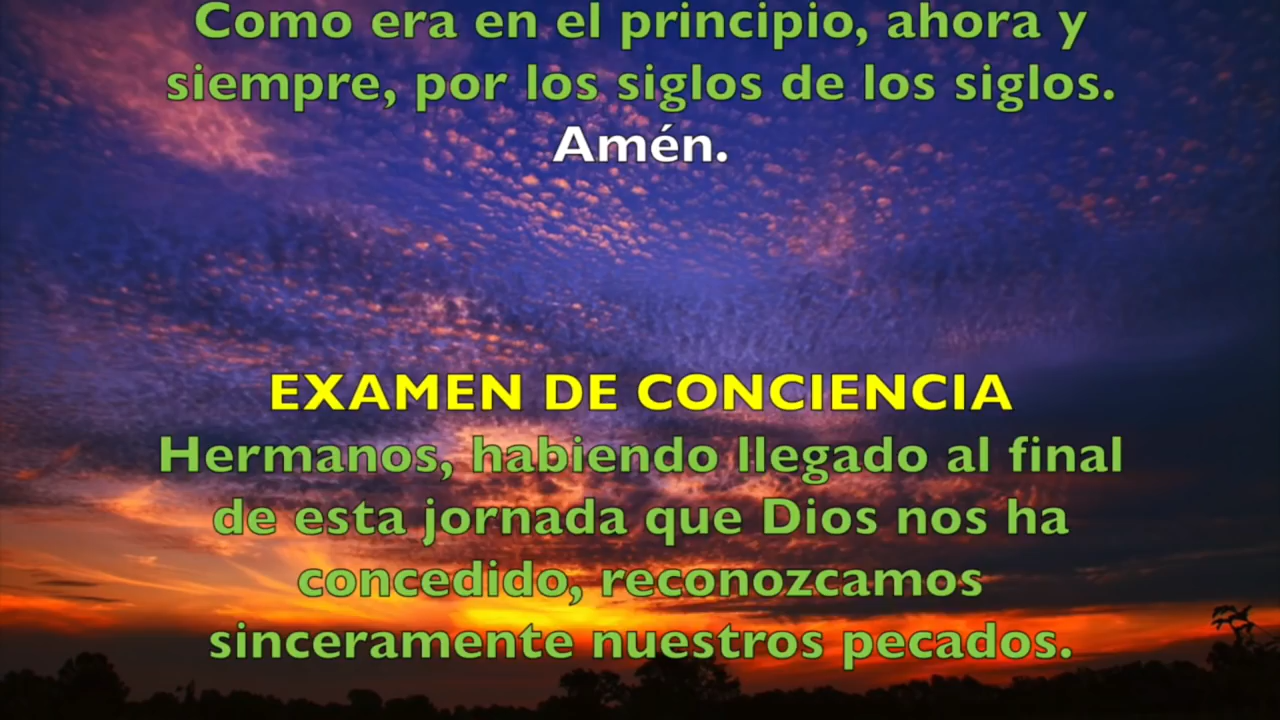 Como era en el principio, ahora y
siempre, por los siglos de los siglos.
Amén.
EXAMEN DE CONCIENCIA
Hermanos, habiendo llegado al final
de esta jornada que Dios nos ha
concedido, reconozcamos
sinceramente nuestros pecados.